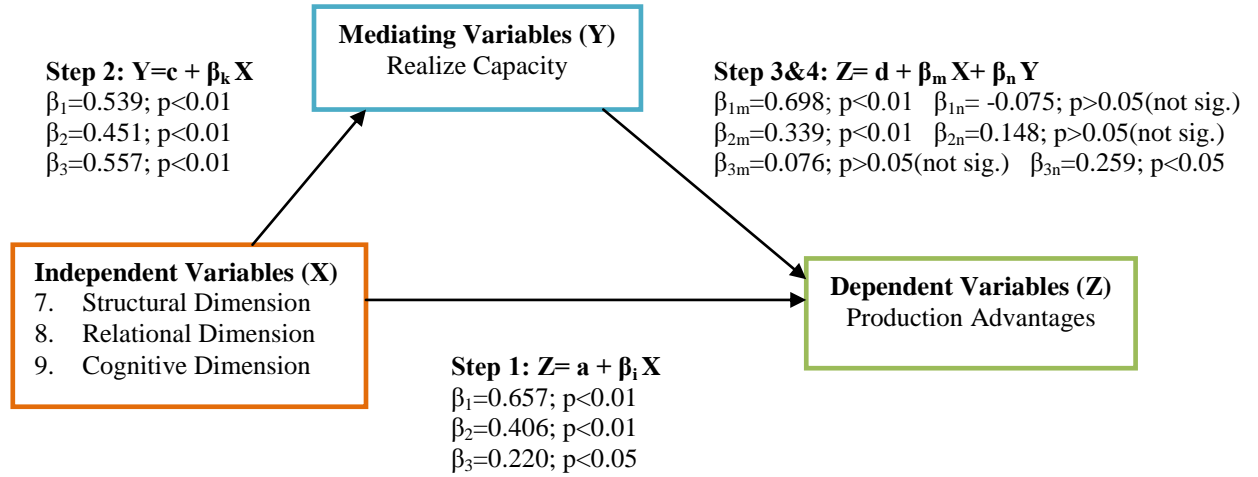 Mediating Variables (Y)
Realize Capacity
Step 2: Y=c + βk X
β1=0.539; p<0.01
β2=0.451; p<0.01
β3=0.557; p<0.01
Step 3&4: Z= d + βm X+ βn Y
β1m=0.698; p<0.01 β1n= -0.075; p>0.05(not sig.)
β2m=0.339; p<0.01 β2n=0.148; p>0.05(not sig.)
β3m=0.076; p>0.05(not sig.) β3n=0.259; p<0.05
Independent Variables (X)
7. Structural Dimension
8. Relational Dimension
9. Cognitive Dimension
Dependent Variables (Z)
Production Advantages
Step 1: Z= a + βi X
β1=0.657; p<0.01
β2=0.406; p<0.01
β3=0.220; p<0.05